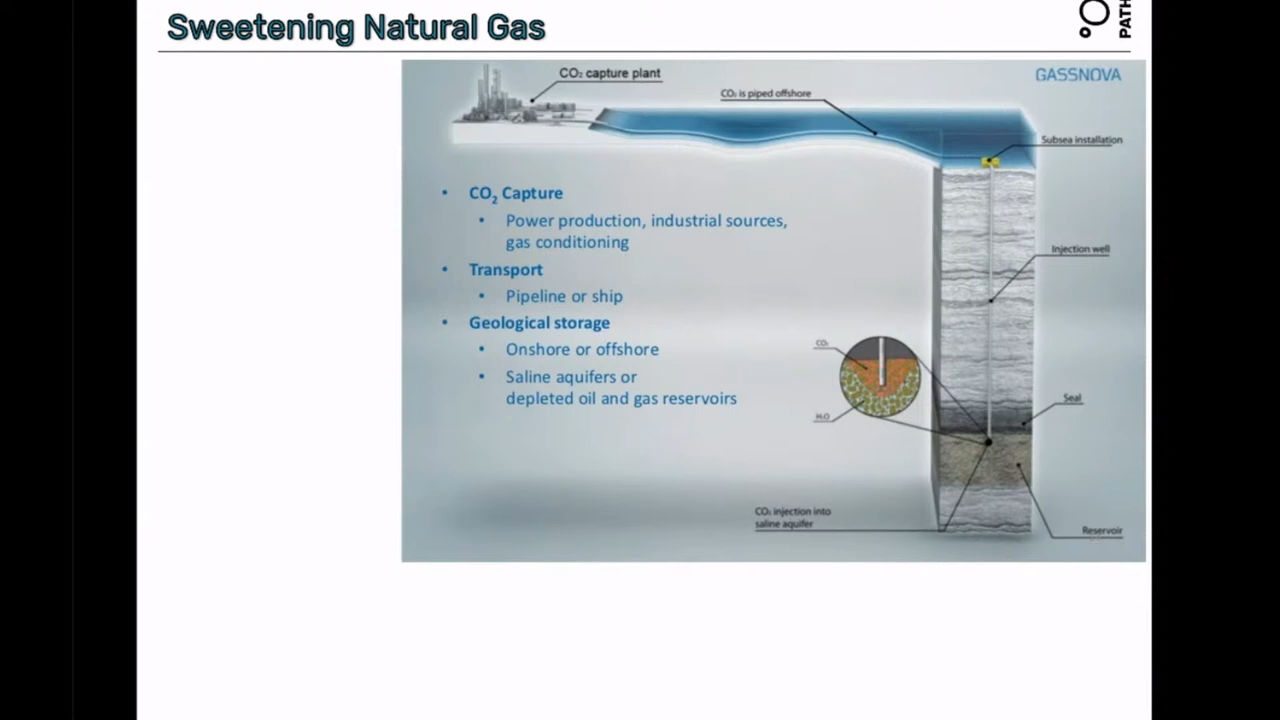 Sweetening Natural Gas
PATH
CO₂ capture plant
GASSNOVA
CO₂ is piped offshore
Subsea installation
• CO₂ Capture
• Power production, industrial sources,
gas conditioning
• Transport
• Pipeline or ship
• Geological storage
• Onshore or offshore
• Saline aquifers or
depleted oil and gas reservoirs
Injection well
CO₂
H₂O
Seal
CO₂ injection into
saline aquifer
Reservoir